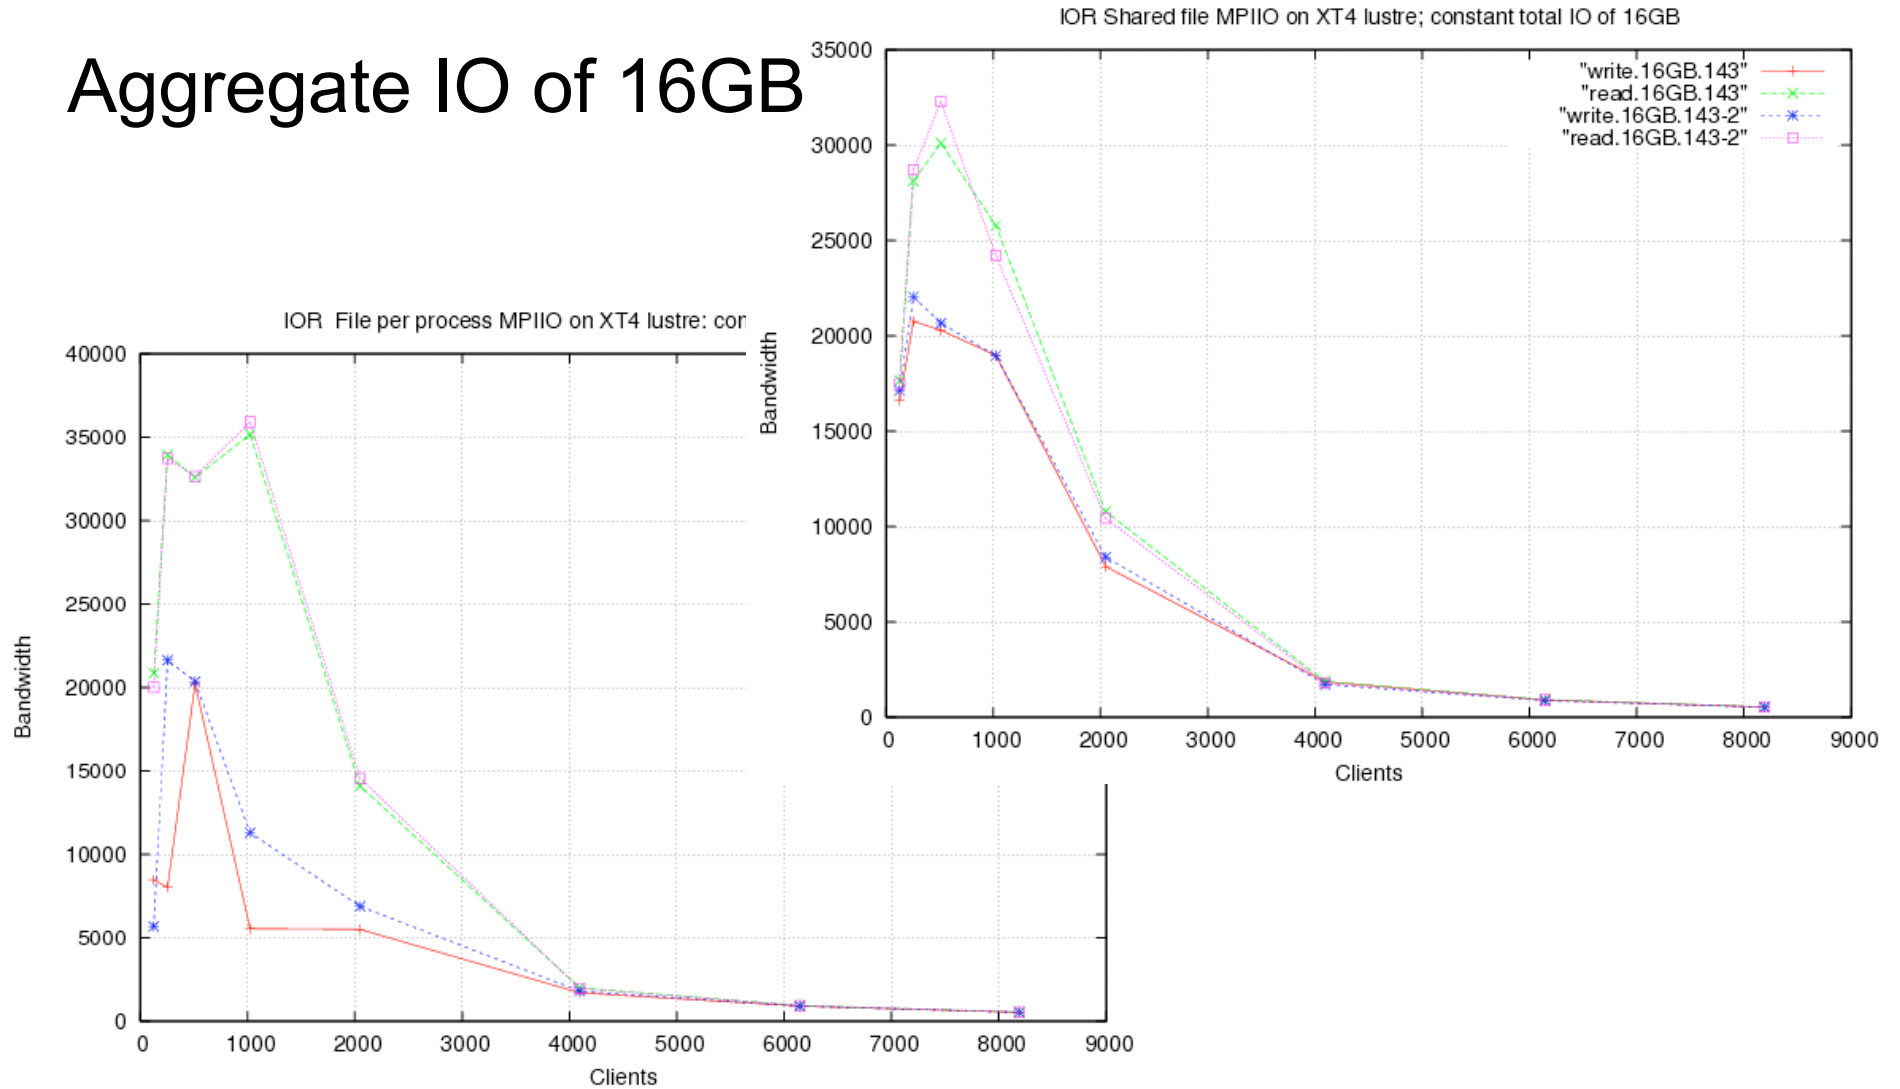 Aggregate IO of 16GB
IOR Shared file MPIIO on XT4 lustre; constant total IO of 16GB
35000
30000
25000
20000
15000
10000
5000
0
Bandwidth
"write.16GB.143"
"read.16GB.143"
"write.16GB.143-2"
"read.16GB.143-2"
0 1000 2000 3000 4000 5000 6000 7000 8000 9000
Clients
IOR File per process MPIIO on XT4 lustre: con
40000
35000
30000
25000
20000
15000
10000
5000
0
Bandwidth
0 1000 2000 3000 4000 5000 6000 7000 8000 9000
Clients